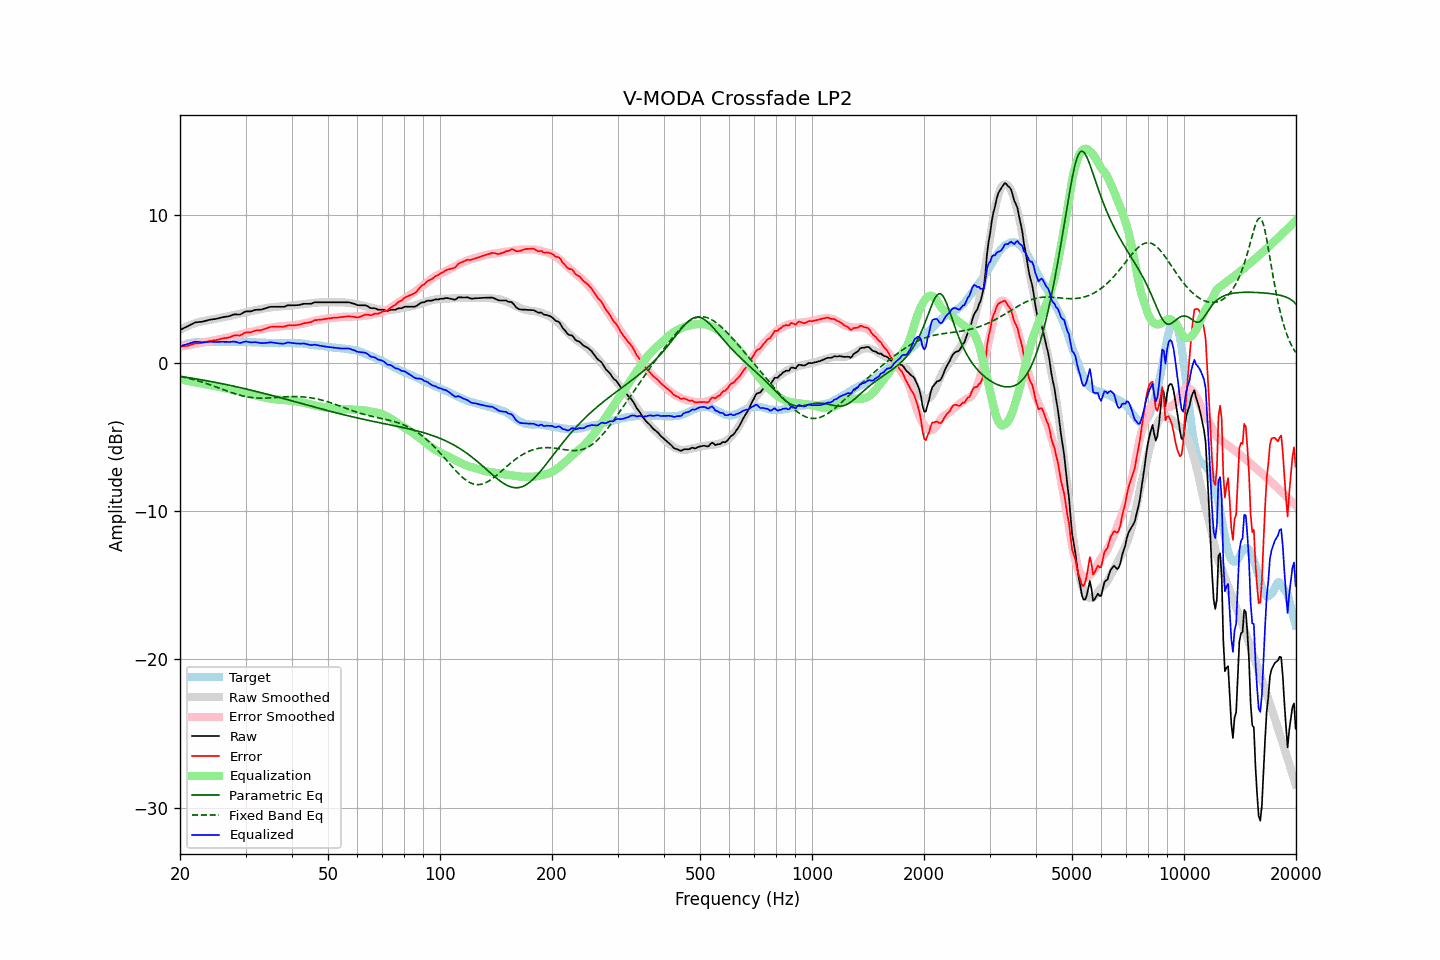 V-MODA Crossfade LP2
10
0
−10
−20
−30
Amplitude (dBr)
Target
Raw Smoothed
Error Smoothed
Raw
Error
Equalization
Parametric Eq
Fixed Band Eq
Equalized
20
50
100
200
500
1000
2000
5000
10000
20000
Frequency (Hz)